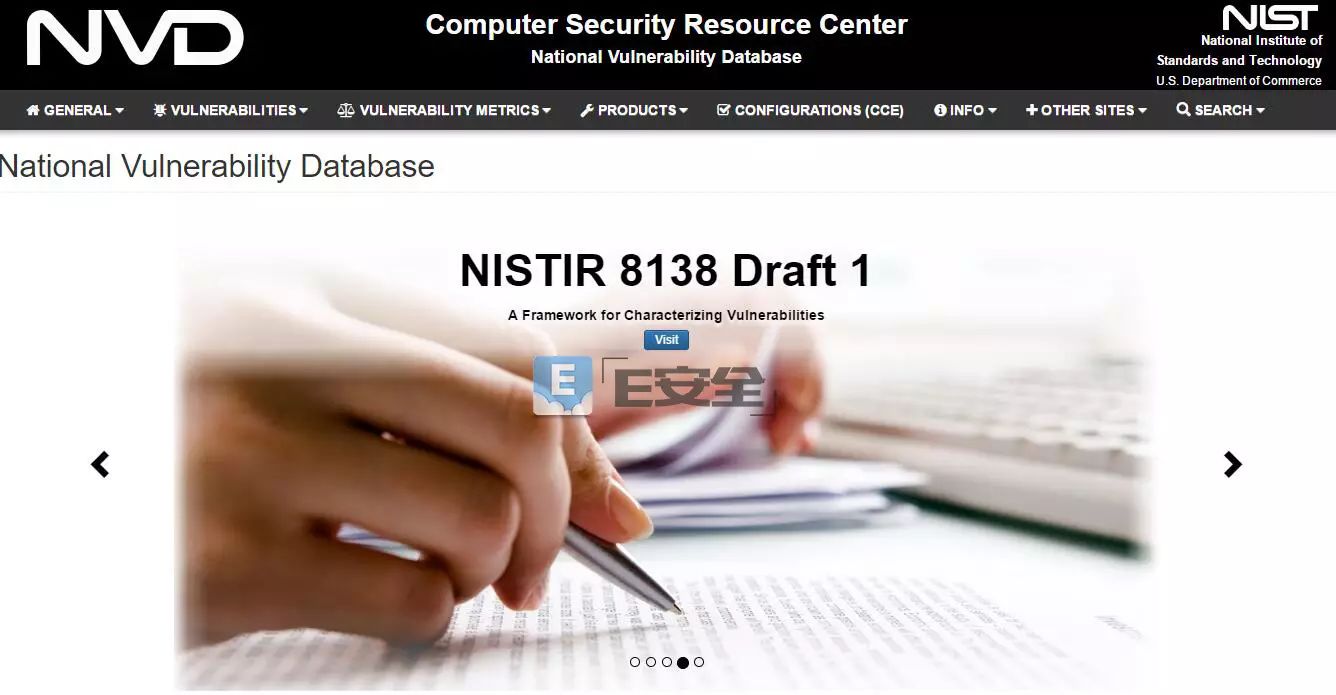 NVD
Computer Security Resource Center
National Vulnerability Database
NIST
National Institute of
Standards and Technology
U.S. Department of Commerce
GENERAL
VULNERABILITIES
VULNERABILITY METRICS
PRODUCTS
CONFIGURATIONS (CCE)
INFO
OTHER SITES
SEARCH
National Vulnerability Database
NISTIR 8138 Draft 1
A Framework for Characterizing Vulnerabilities
Visit
E
E安全